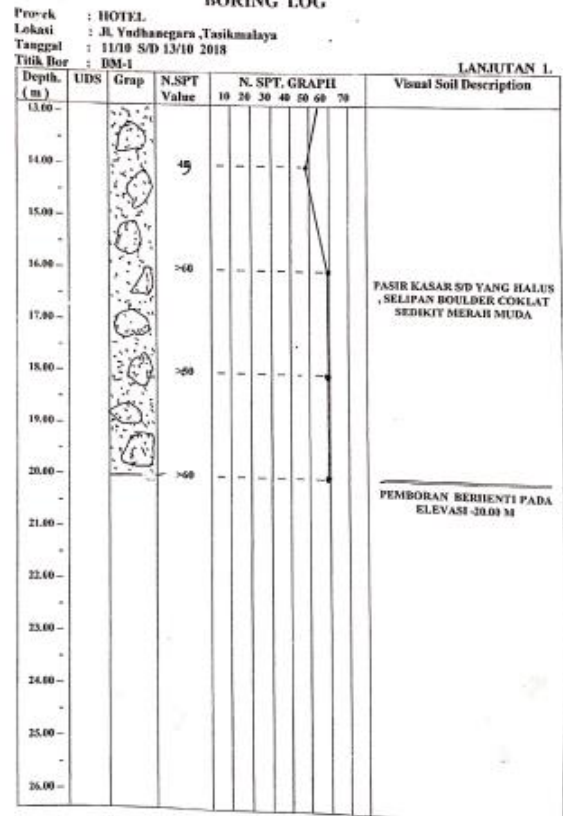 BORING LOG
Proyek : HOTEL
Lokasi : Jl. Yudhanegara ,Tasikmalaya
Tanggal : 11/10 S/D 13/10 2018
Titik Bor : BM-1
LANJUTAN 1.
Depth. UDS Grap N.SPT N. SPT. GRAPH Visual Soil Description
( m ) Value 10 20 30 40 50 60 70
13.00 –
14.00 –
15.00 –
16.00 – >60
PASIR KASAR S/D YANG HALUS
, SELIPAN BOULDER COKLAT
SEDIKIT MERAH MUDA
17.00 –
18.00 –
19.00 –
20.00 – >60
PEMBORAN BERHENTI PADA
ELEVASI -20.00 M
21.00 –
22.00 –
23.00 –
24.00 –
25.00 –
26.00 –